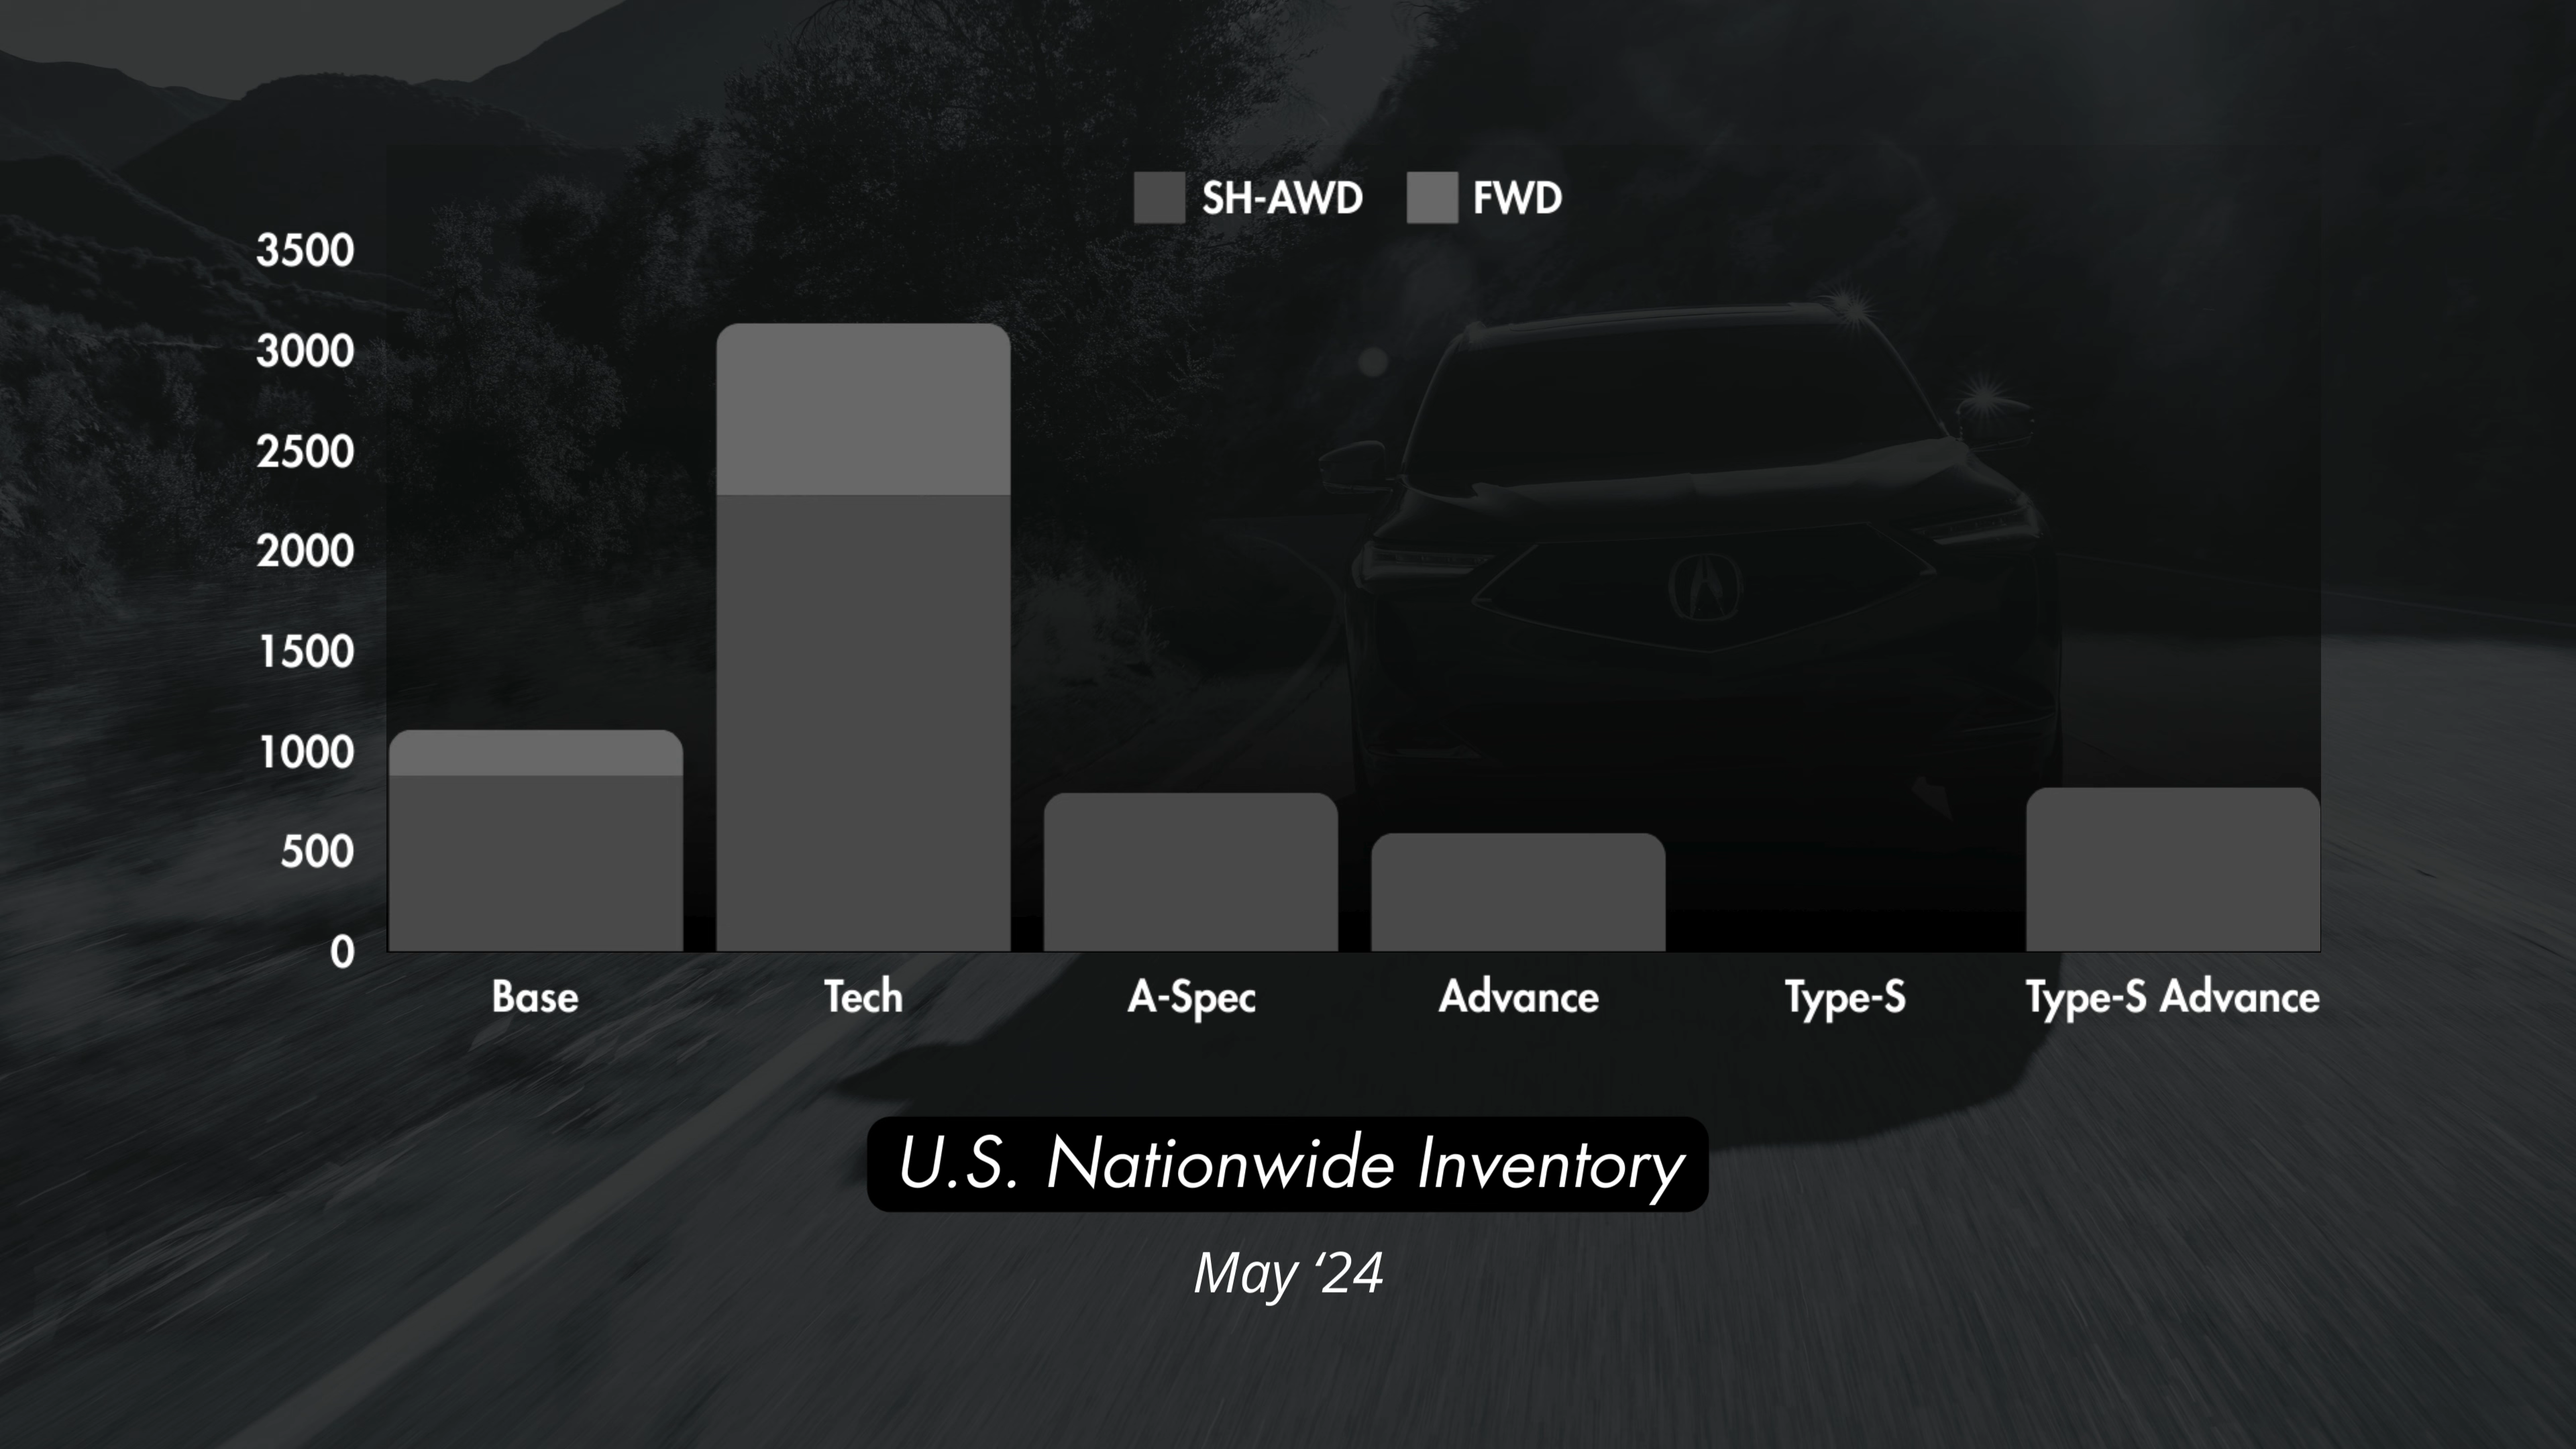 SH-AWD FWD
3500
3000
2500
2000
1500
1000
500
0
Base Tech A-Spec Advance Type-S Type-S Advance
U.S. Nationwide Inventory
May ‘24